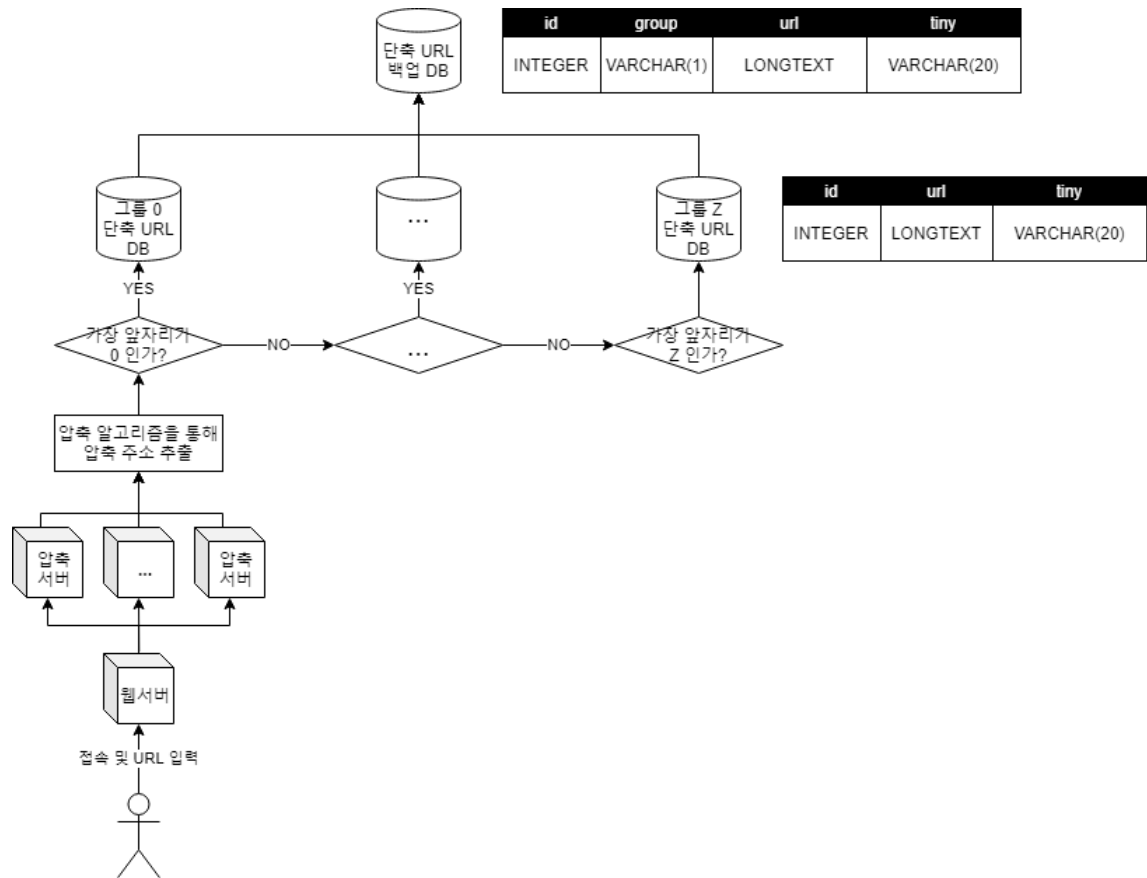 단축 URL
백업 DB
id group url tiny
INTEGER VARCHAR(1) LONGTEXT VARCHAR(20)
그룹 0
단축 URL
DB
...
그룹 Z
단축 URL
DB
id url tiny
INTEGER LONGTEXT VARCHAR(20)
YES
YES
가장 앞자리가
0 인가?
NO
...
NO
가장 앞자리가
Z 인가?
압축 알고리즘을 통해
압축 주소 추출
압축
서버
...
압축
서버
웹서버
접속 및 URL 입력